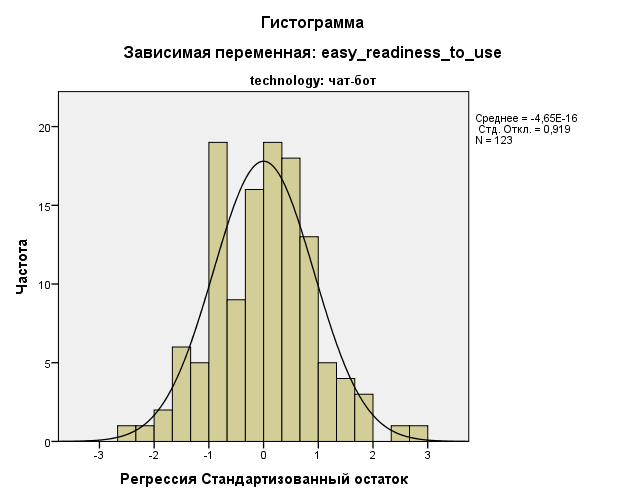 Гистограмма
Зависимая переменная: easy_readiness_to_use
technology: чат-бот
Среднее = -4,65E-16
Стд. Откл. = 0,919
N = 123
Частота
20
15
10
5
0
-3 -2 -1 0 1 2 3
Регрессия Стандартизованный остаток